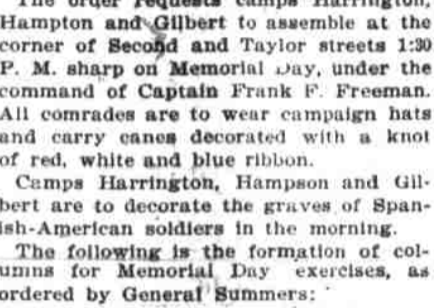 The order requests camps Harrington,
Hampton and Gilbert to assemble at the
corner of Second and Taylor streets 1:30
P. M. sharp on Memorial Day, under the
command of Captain Frank F. Freeman.
All comrades are to wear campaign hats
and carry canes decorated with a knot
of red, white and blue ribbon.
Camps Harrington, Hampson and Gil-
bert are to decorate the graves of Span-
ish-American soldiers in the morning.
The following is the formation of col-
umns for Memorial Day exercises, as
ordered by General Summers: